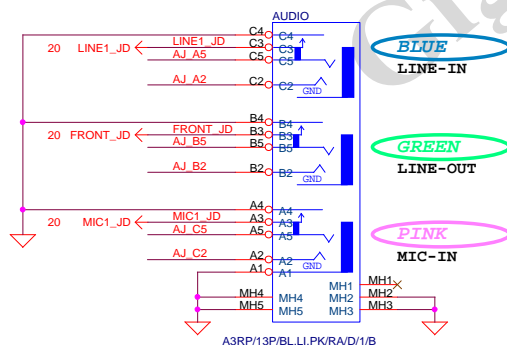 AUDIO
C4 C4
20 LINE1_JD LINE1_JD C3 C3
AJ_A5 C5 C5
BLUE
LINE-IN
AJ_A2 C2 C2
GND
B4 B4
20 FRONT_JD FRONT_JD B3 B3
AJ_B5 B5 B5
GREEN
LINE-OUT
AJ_B2 B2 B2
GND
A4 A4
20 MIC1_JD MIC1_JD A3 A3
AJ_C5 A5 A5
PINK
MIC-IN
AJ_C2 A2 A2
GND
A1 A1
MH1 MH1
MH4 MH4 MH2 MH2
MH5 MH5 MH3 MH3
A3RP/13P/BL.LI.PK/RA/D/1/B